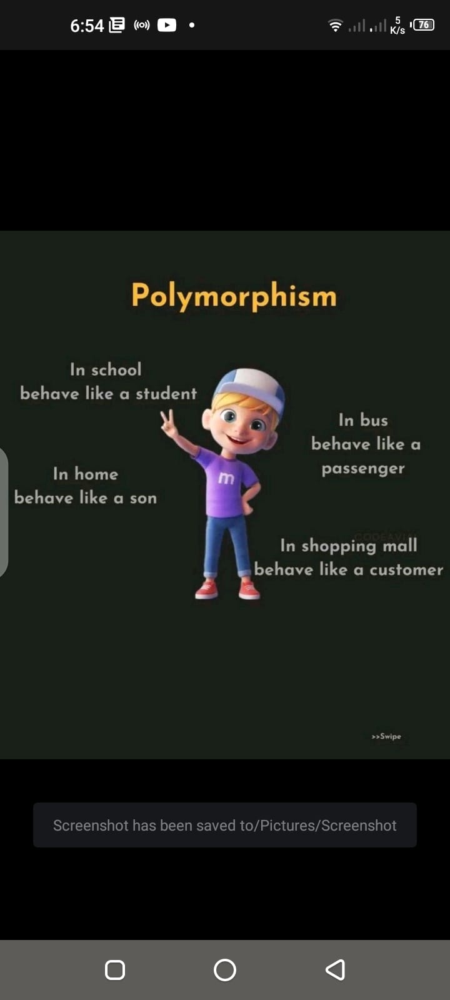 6:54
5
K/s
76
Polymorphism
In school
behave like a student
In bus
behave like a
passenger
In home
behave like a son
m
In shopping mall
behave like a customer
>>Swipe
Screenshot has been saved to/Pictures/Screenshot